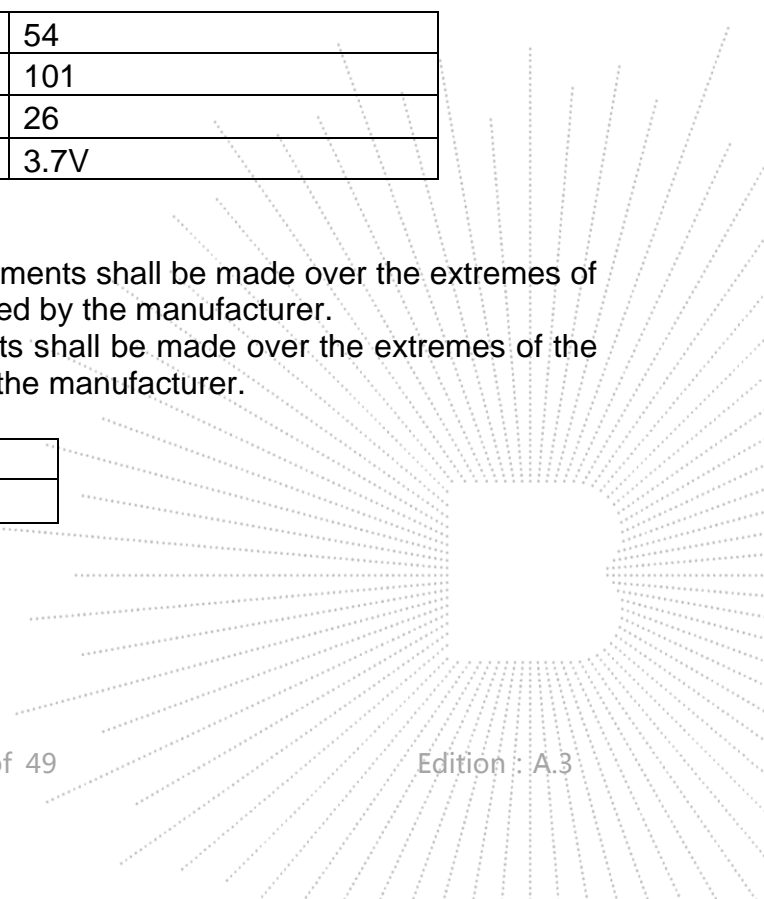 54
101
26
3.7V
ments shall be made over the extremes of
ed by the manufacturer.
ts shall be made over the extremes of the
the manufacturer.
of 49
Edition : A.3